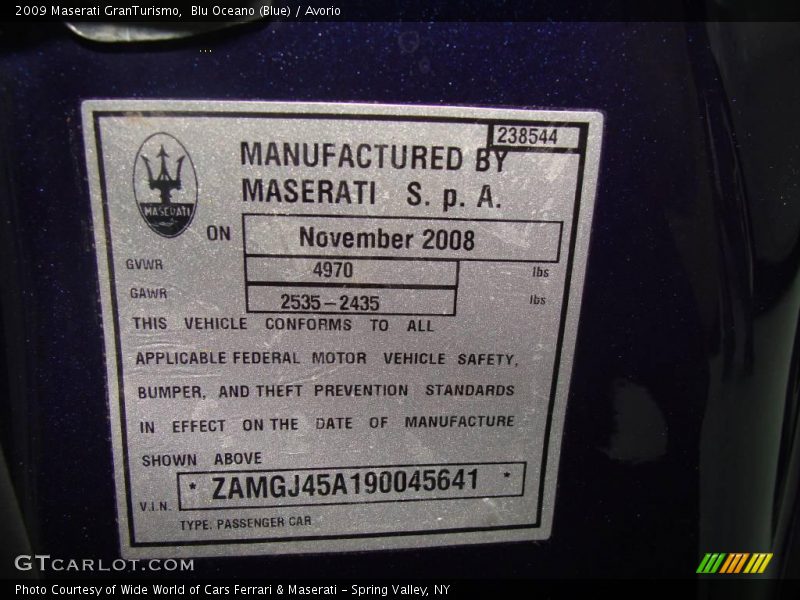 2009 Maserati GranTurismo,  Blu Oceano (Blue) / Avorio
238544
MASERATI
MANUFACTURED BY
MASERATI S. p. A.
ON November 2008
GVWR 4970 lbs
GAWR 2535-2435 lbs
THIS VEHICLE CONFORMS TO ALL
APPLICABLE FEDERAL MOTOR VEHICLE SAFETY,
BUMPER, AND THEFT PREVENTION STANDARDS
IN EFFECT ON THE DATE OF MANUFACTURE
SHOWN ABOVE
V.I.N. * ZAMGJ45A190045641 *
TYPE: PASSENGER CAR
GTCARLOT.COM
Photo Courtesy of Wide World of Cars Ferrari & Maserati - Spring Valley, NY